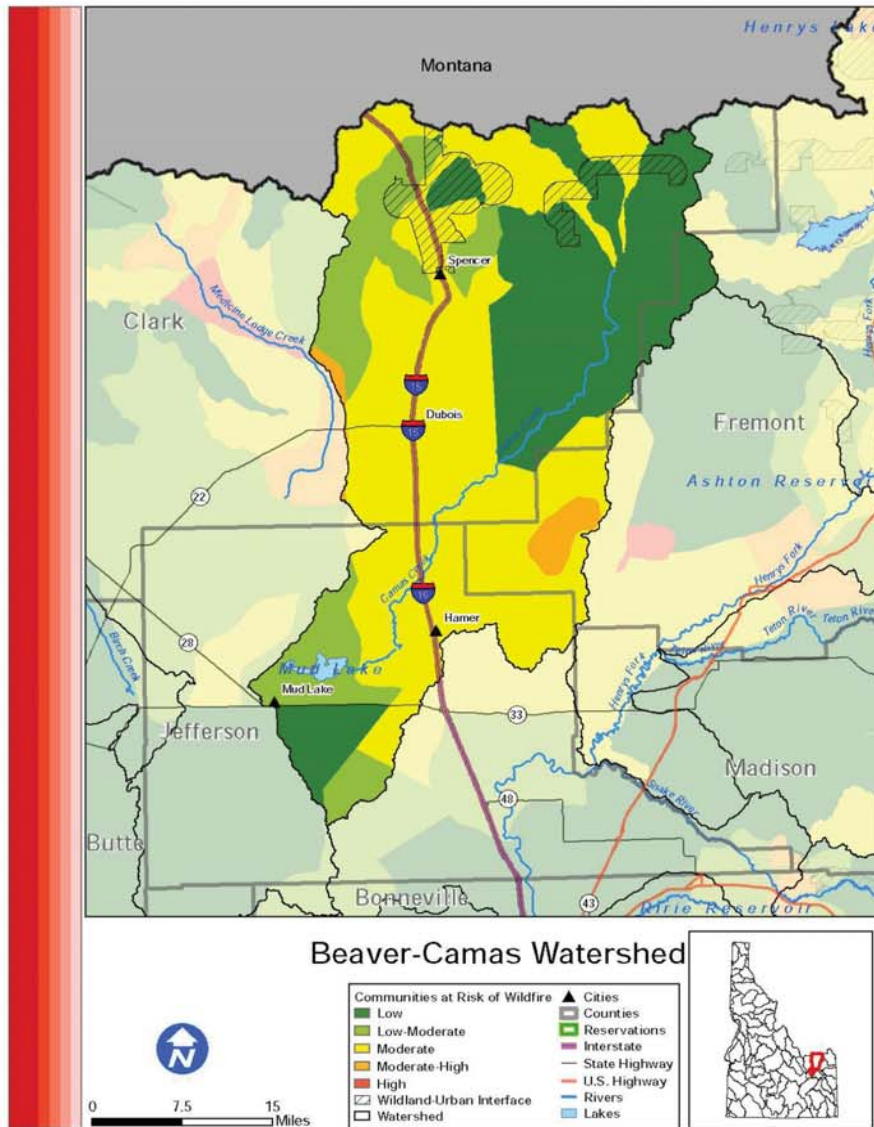 Henrys Lake
Montana
Spencer
Medicine Lodge Creek
Clark
15
Dubois
15
Fremont
Ashton Reservoir
22
Camas Creek
Henrys Fork
Henrys Fork
15
Hamer
Teton River
Teton River
28
Birch Creek
Mud Lake
Mud Lake
Henrys Fork
33
Jefferson
Madison
Snake River
48
Butte
Bonneville
43
Ririe Reservoir
Beaver-Camas Watershed
Communities at Risk of Wildfire
Low
Low-Moderate
Moderate
Moderate-High
High
Wildland-Urban Interface
Watershed
Cities
Counties
Reservations
Interstate
State Highway
U.S. Highway
Rivers
Lakes
N
0 7.5 15
Miles